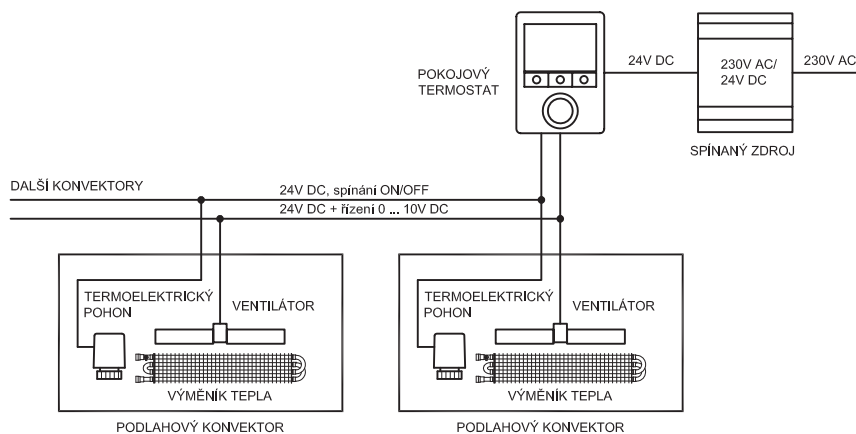 POKOJOVÝ
TERMOSTAT
24V DC
230V AC/
24V DC
230V AC
SPÍNANÝ ZDROJ
DALŠÍ KONVEKTORY
24V DC, spínání ON/OFF
24V DC + řízení 0 ... 10V DC
TERMOELEKTRICKÝ
POHON
VENTILÁTOR
VÝMĚNÍK TEPLA
PODLAHOVÝ KONVEKTOR
TERMOELEKTRICKÝ
POHON
VENTILÁTOR
VÝMĚNÍK TEPLA
PODLAHOVÝ KONVEKTOR